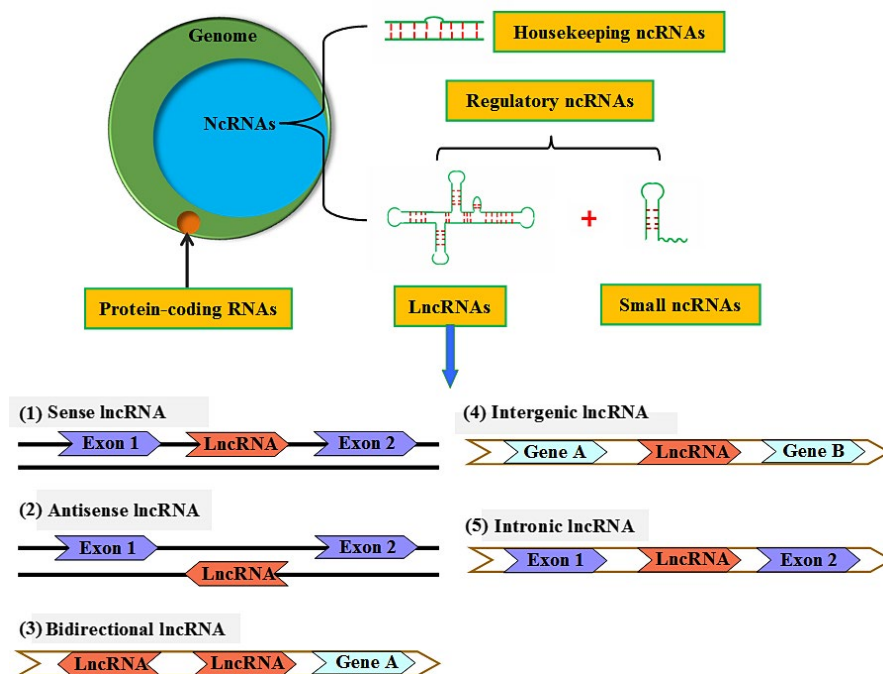 Genome
Housekeeping ncRNAs
Regulatory ncRNAs
NcRNAs
+
Protein-coding RNAs
LncRNAs
Small ncRNAs
(1) Sense lncRNA
Exon 1 LncRNA Exon 2
(2) Antisense lncRNA
Exon 1 Exon 2
LncRNA
(3) Bidirectional lncRNA
LncRNA LncRNA Gene A
(4) Intergenic lncRNA
Gene A LncRNA Gene B
(5) Intronic lncRNA
Exon 1 LncRNA Exon 2